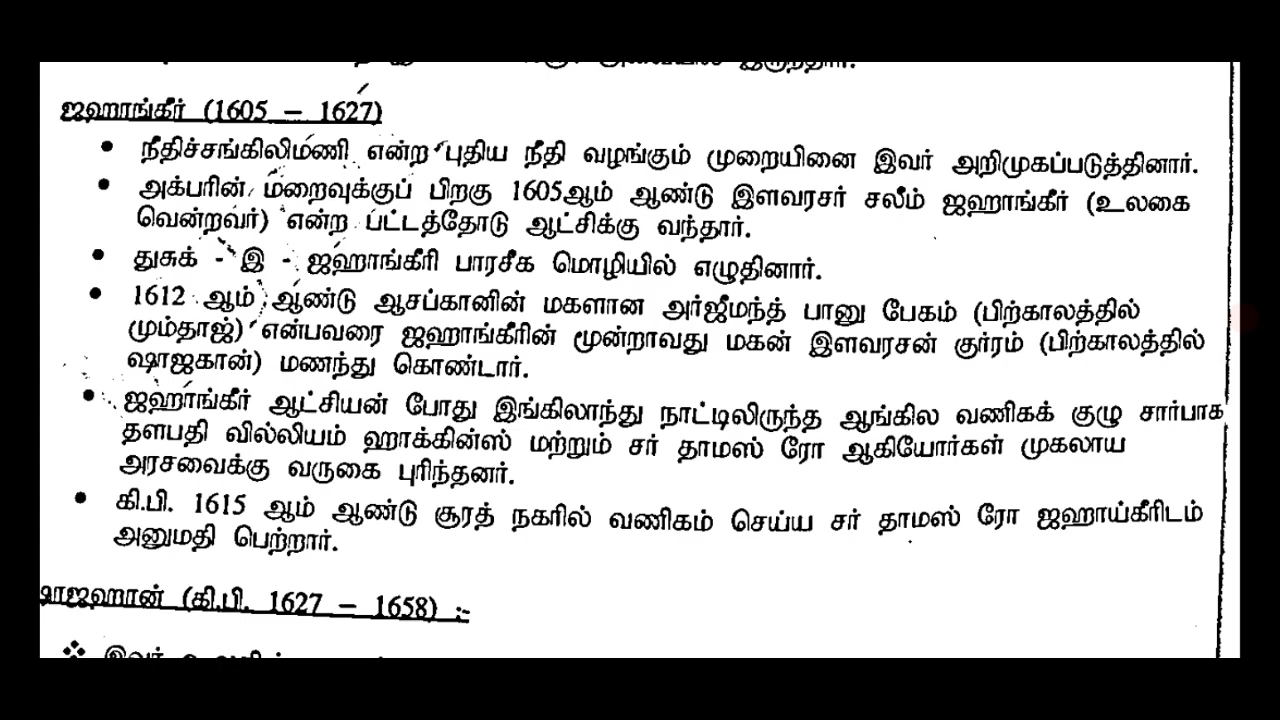 இருந்தார்.
ஜஹாங்கீர் (1605 – 1627)
• நீதிச்சங்கிலிமணி என்ற புதிய நீதி வழங்கும் முறையினை இவர் அறிமுகப்படுத்தினார்.
• அக்பரின் மறைவுக்குப் பிறகு 1605ஆம் ஆண்டு இளவரசர் சலீம் ஜஹாங்கீர் (உலகை
வென்றவர்) என்ற பட்டத்தோடு ஆட்சிக்கு வந்தார்.
• துசுக் - இ - ஜஹாங்கீரி பாரசீக மொழியில் எழுதினார்.
• 1612 ஆம் ஆண்டு ஆசப்கானின் மகளான அர்ஜீமந்த் பானு பேகம் (பிற்காலத்தில்
மும்தாஜ்) என்பவரை ஜஹாங்கீரின் மூன்றாவது மகன் இளவரசன் குர்ரம் (பிற்காலத்தில்
ஷாஜகான்) மணந்து கொண்டார்.
• ஜஹாங்கீர் ஆட்சியன் போது இங்கிலாந்து நாட்டிலிருந்த ஆங்கில வணிகக் குழு சார்பாக
தளபதி வில்லியம் ஹாக்கின்ஸ் மற்றும் சர் தாமஸ் ரோ ஆகியோர்கள் முகலாய
அரசவைக்கு வருகை புரிந்தனர்.
• கி.பி. 1615 ஆம் ஆண்டு சூரத் நகரில் வணிகம் செய்ய சர் தாமஸ் ரோ ஜஹாய்கீரிடம்
அனுமதி பெற்றார்.
ஷாஜஹான் (கி.பி. 1627 – 1658) :-
❖ இவர்